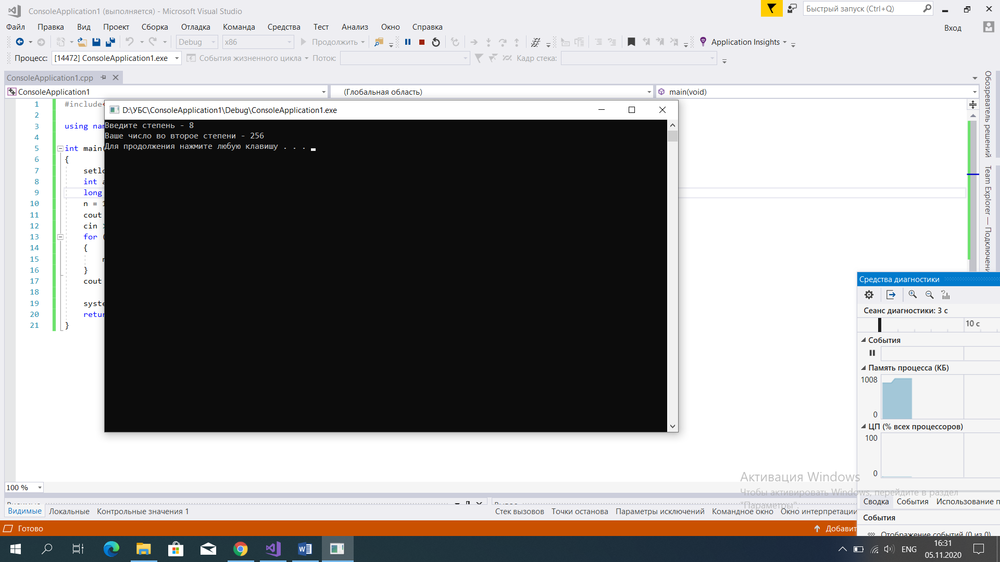 ConsoleApplication1 (выполняется) - Microsoft Visual Studio
Быстрый запуск (Ctrl+Q)
Файл Правка Вид Проект Сборка Отладка Команда Средства Тест Анализ Окно Справка
Вход
Debug x86 Продолжить Application Insights
Процесс: [14472] ConsoleApplication1.exe События жизненного цикла Поток: Кадр стека:
ConsoleApplication1.cpp
ConsoleApplication1 (Глобальная область) main(void)
Обозреватель решений
Team Explorer —
D:\УБС\ConsoleApplication1\Debug\ConsoleApplication1.exe
Введите степень - 8
Ваше число во второе степени - 256
Для продолжения нажмите любую клавишу . . .
1 #include<
2
3 using nam
4
5 int main(
6 {
7 setlo
8 int a
9 long
10 n = 1
11 cout
12 cin >
13 for (
14 {
15 n
16 }
17 cout
18
19 syste
20 retur
21 }
Средства диагностики
Сеанс диагностики: 3 с
10 с
События
Память процесса (КБ)
1008
0
ЦП (% всех процессоров)
100
0
Активация Windows
Чтобы активировать Windows, перейдите в раздел
"Параметры".
100 %
Сводка События Использование п
События
Отображение событий (0 из 0)
Видимые Локальные Контрольные значения 1
Стек вызовов Точки останова Параметры исключений Командное окно Окно интерпретации
Готово
Добавит
ENG
16:31
05.11.2020